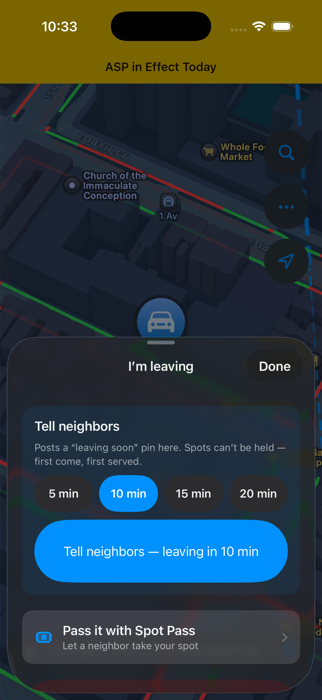 10:33
ASP in Effect Today
Whole Fo
Market
Church of the
Immaculate
Conception
1 Av
I'm leaving
Done
Tell neighbors
Posts a “leaving soon” pin here. Spots can’t be held —
first come, first served.
5 min
10 min
15 min
20 min
Tell neighbors — leaving in 10 min
Pass it with Spot Pass
Let a neighbor take your spot